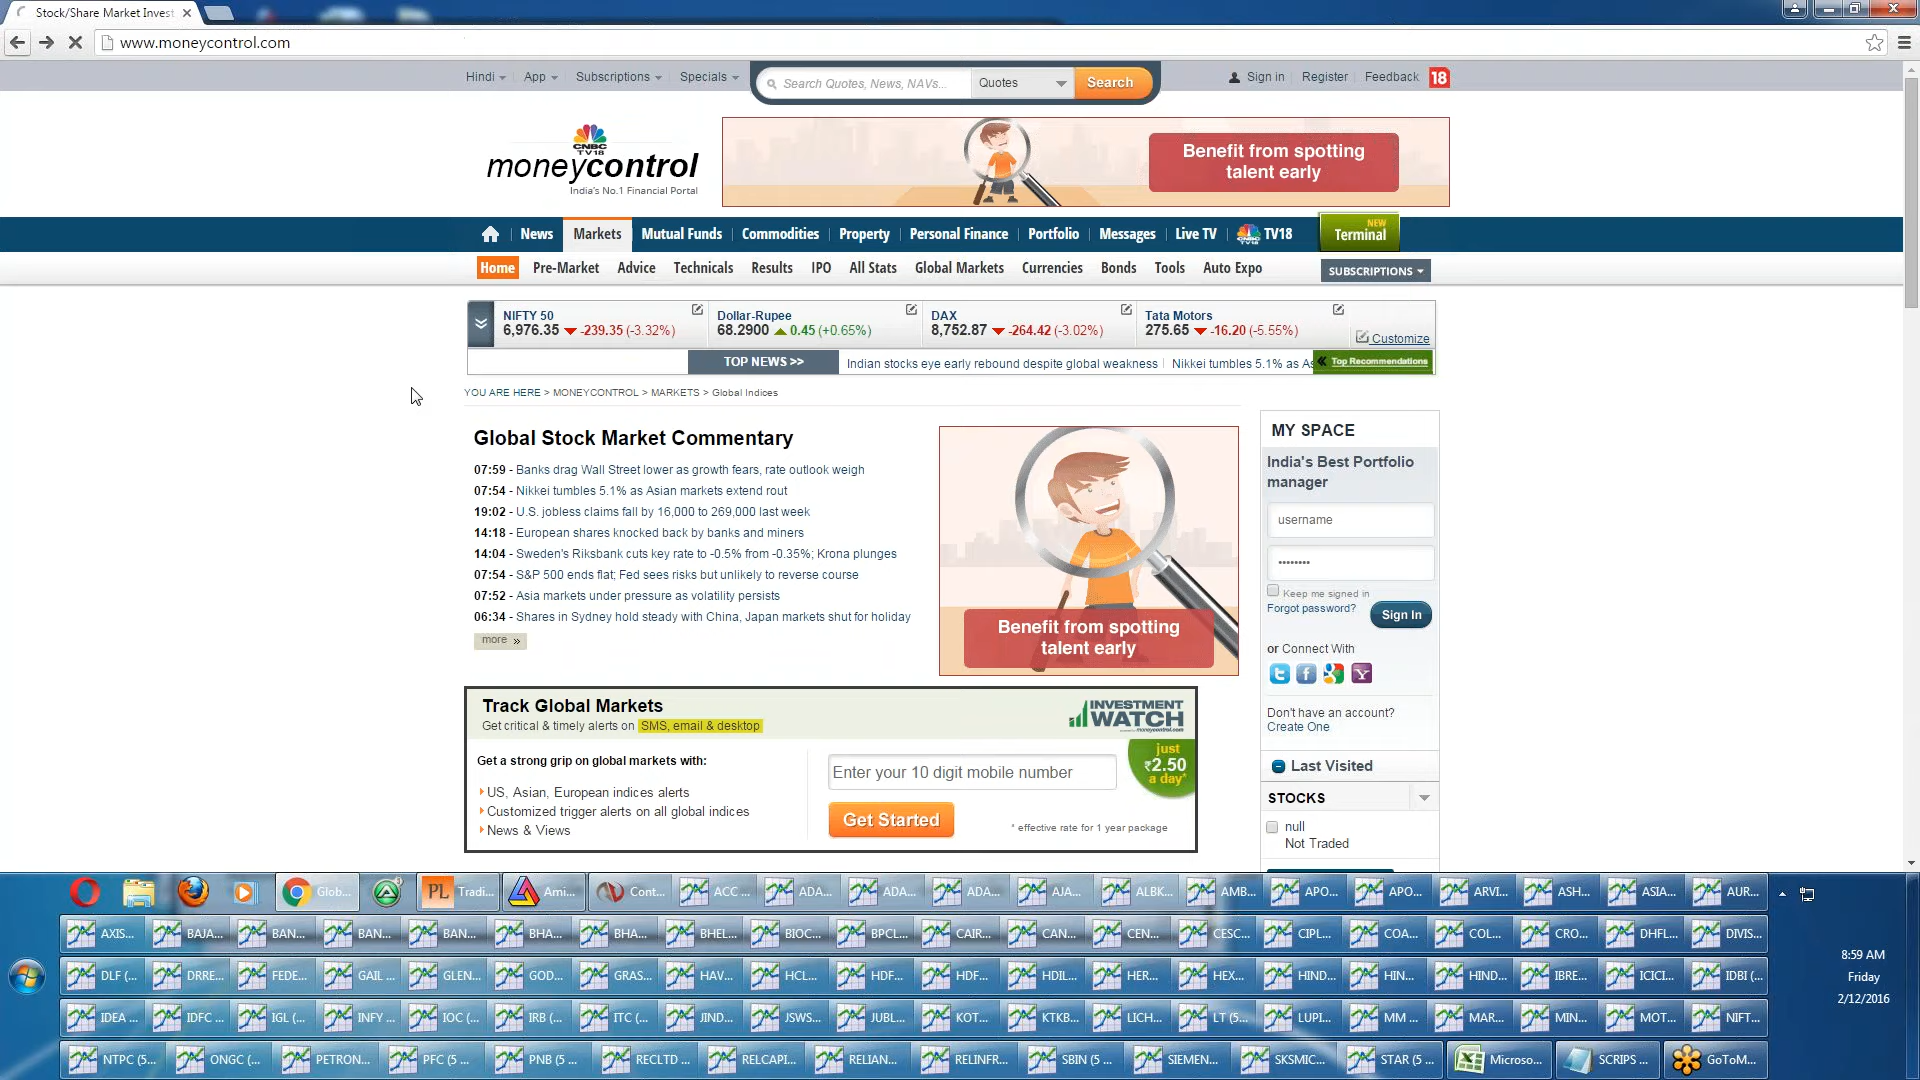 Stock/Share Market Invest
www.moneycontrol.com
Hindi App Subscriptions Specials
Search Quotes, News, NAVs... Quotes Search
Sign in Register Feedback 18
CNBC
TV18
moneycontrol
India's No.1 Financial Portal
Benefit from spotting
talent early
News Markets Mutual Funds Commodities Property Personal Finance Portfolio Messages Live TV TV18
NEW
Terminal
Home Pre-Market Advice Technicals Results IPO All Stats Global Markets Currencies Bonds Tools Auto Expo SUBSCRIPTIONS
NIFTY 50
6,976.35 -239.35 (-3.32%)
Dollar-Rupee
68.2900 0.45 (+0.65%)
DAX
8,752.87 -264.42 (-3.02%)
Tata Motors
275.65 -16.20 (-5.55%)
Customize
TOP NEWS >> Indian stocks eye early rebound despite global weakness Nikkei tumbles 5.1% as As
Top Recommendations
YOU ARE HERE > MONEYCONTROL > MARKETS > Global Indices
Global Stock Market Commentary
07:59 - Banks drag Wall Street lower as growth fears, rate outlook weigh
07:54 - Nikkei tumbles 5.1% as Asian markets extend rout
19:02 - U.S. jobless claims fall by 16,000 to 269,000 last week
14:18 - European shares knocked back by banks and miners
14:04 - Sweden's Riksbank cuts key rate to -0.5% from -0.35%; Krona plunges
07:54 - S&P 500 ends flat; Fed sees risks but unlikely to reverse course
07:52 - Asia markets under pressure as volatility persists
06:34 - Shares in Sydney hold steady with China, Japan markets shut for holiday
more »
Benefit from spotting
talent early
MY SPACE
India's Best Portfolio
manager
username
••••••••
Keep me signed in
Forgot password?
Sign In
or Connect With
Don't have an account?
Create One
Last Visited
STOCKS
null
Not Traded
Track Global Markets
Get critical & timely alerts on SMS, email & desktop
INVESTMENT
WATCH
Get a strong grip on global markets with:
US, Asian, European indices alerts
Customized trigger alerts on all global indices
News & Views
Enter your 10 digit mobile number
Get Started
just
₹2.50
a day*
* effective rate for 1 year package
Glob... PL Tradi... Ami... Cont... ACC ... ADA... ADA... ADA... AJA... ALBK... AMB... APO... APO... ARVI... ASH... ASIA... AUR...
AXIS... BAJA... BAN... BAN... BAN... BHA... BHA... BHEL... BIOC... BPCL... CAIR... CAN... CEN... CESC... CIPL... COA... COL... CRO... DHFL... DIVIS...
DLF (... DRRE... FEDE... GAIL ... GLEN... GOD... GRAS... HAV... HCL... HDF... HDF... HDIL... HER... HEX... HIND... HIN... HIND... IBRE... ICICI... IDBI (...
IDEA ... IDFC ... IGL (... INFY ... IOC (... IRB (... ITC (... JIND... JSWS... JUBL... KOT... KTKB... LICH... LT (5... LUPI... MM ... MAR... MIN... MOT... NIFT...
NTPC (5... ONGC (... PETRON... PFC (5 ... PNB (5 ... RECLTD ... RELCAPI... RELIAN... RELINFR... SBIN (5 ... SIEMEN... SKSMIC... STAR (5 ... Microso... SCRIPS ... GoToM...
8:59 AM
Friday
2/12/2016